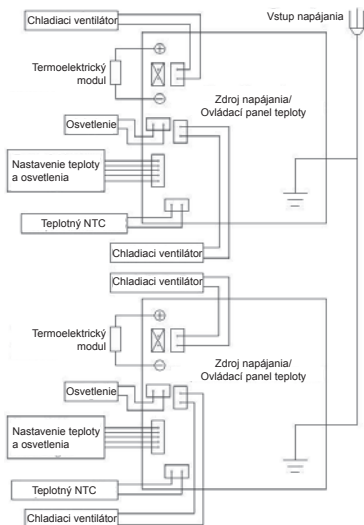 Chladiaci ventilátor
Vstup napájania
Termoelektrický
modul
Zdroj napájania/
Ovládací panel teploty
Osvetlenie
Nastavenie teploty
a osvetlenia
Teplotný NTC
Chladiaci ventilátor
Chladiaci ventilátor
Termoelektrický
modul
Zdroj napájania/
Ovládací panel teploty
Osvetlenie
Nastavenie teploty
a osvetlenia
Teplotný NTC
Chladiaci ventilátor